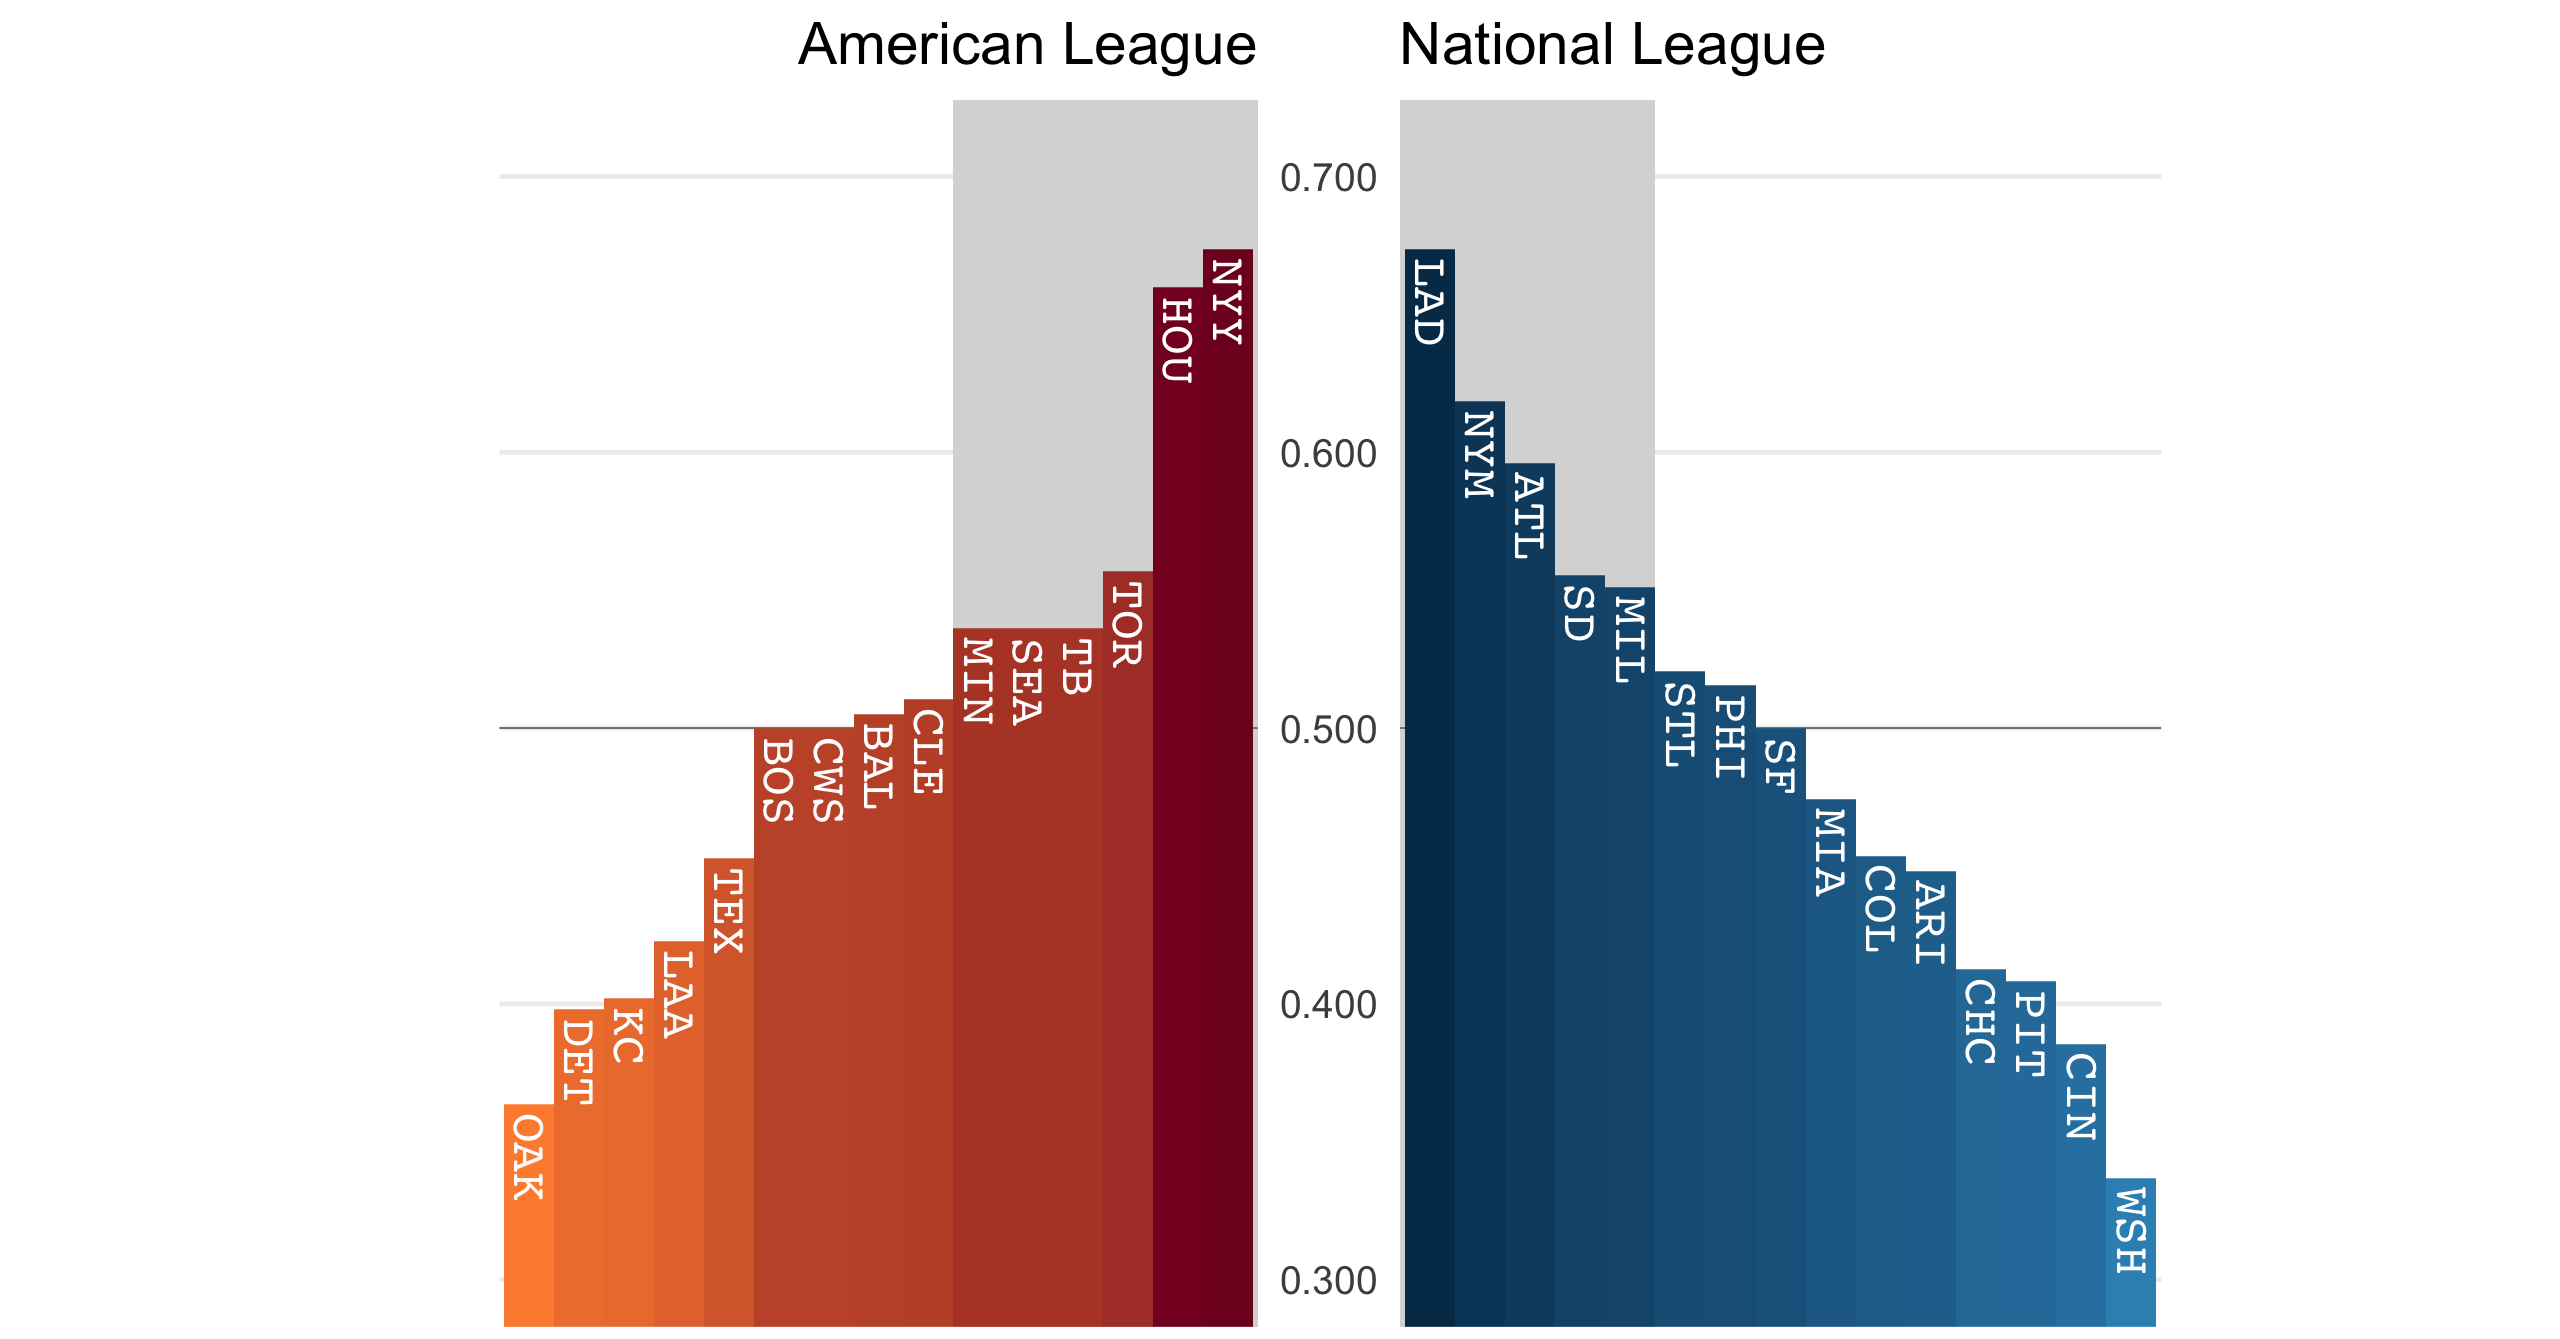 American League
National League
0.700
0.600
0.500
0.400
0.300
OAK
DET
KC
LAA
TEX
BOS
CWS
BAL
CLE
MIN
SEA
TB
TOR
HOU
NYY
LAD
NYM
ATL
SD
MIL
STL
PHI
SF
MIA
COL
ARI
CHC
PIT
CIN
WSH